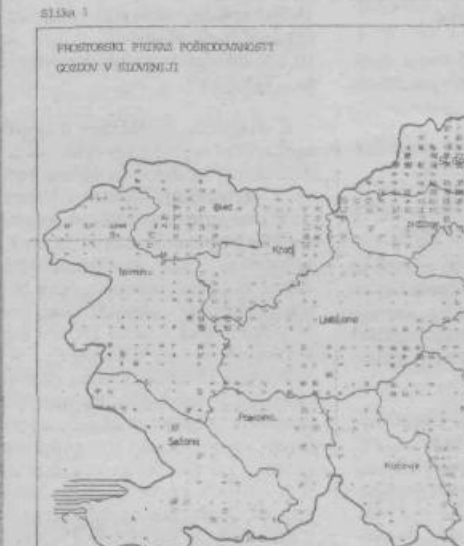 Slika 1
PROSTORSKI PRIKAZ POŠKODOVANOSTI
GOZDOV V SLOVENIJI
Bled
Kranj
Tolmin
Ljubljana
Postojna
Sežana
Kočevje